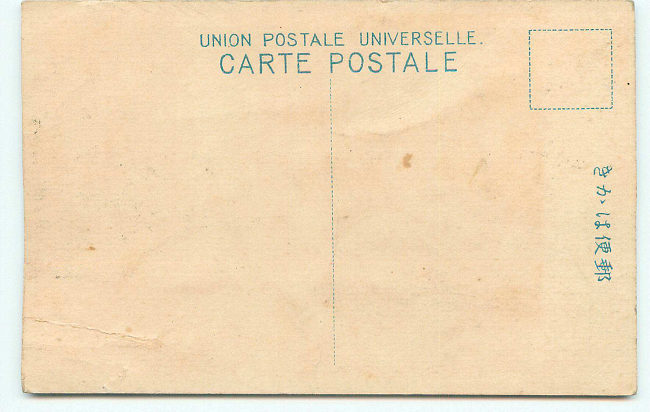 UNION POSTALE UNIVERSELLE.
CARTE POSTALE
きかは便郵